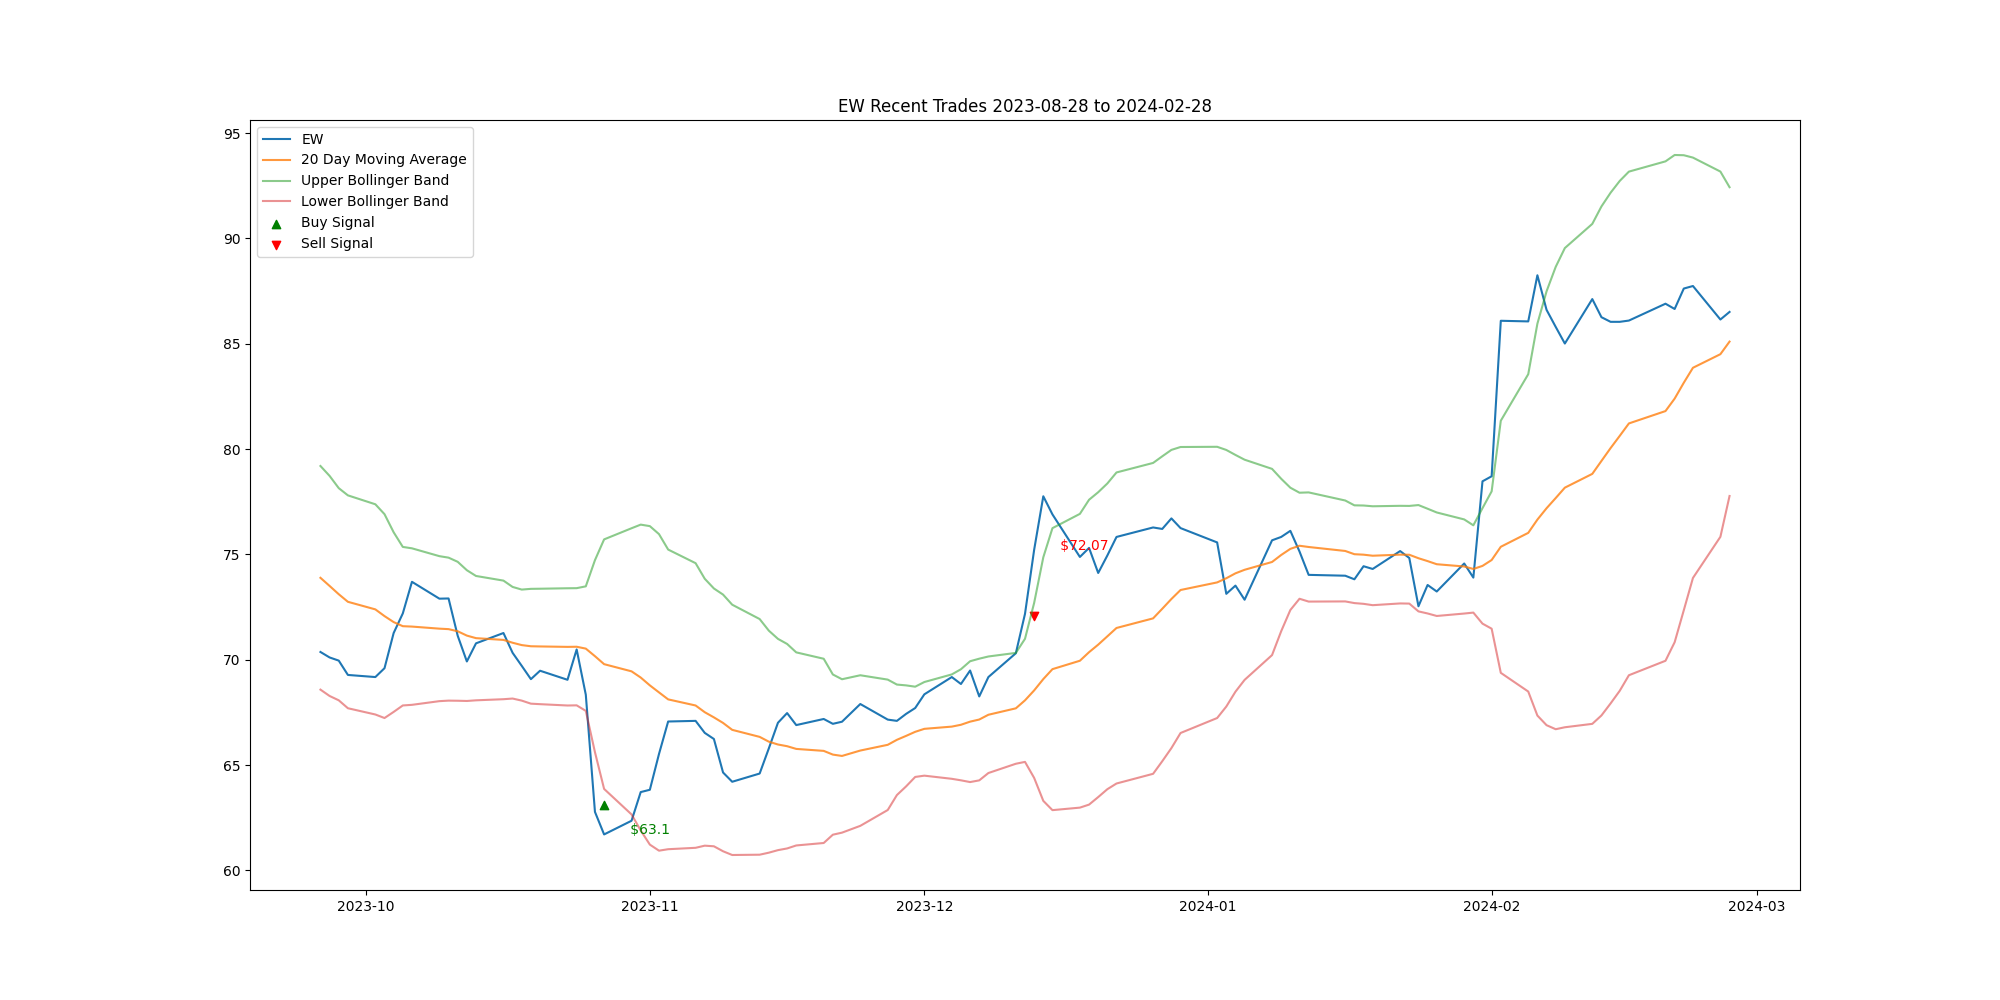 EW Recent Trades 2023-08-28 to 2024-02-28
EW
20 Day Moving Average
Upper Bollinger Band
Lower Bollinger Band
Buy Signal
Sell Signal
95
90
85
80
75
70
65
60
$72.07
$63.1
2023-10
2023-11
2023-12
2024-01
2024-02
2024-03